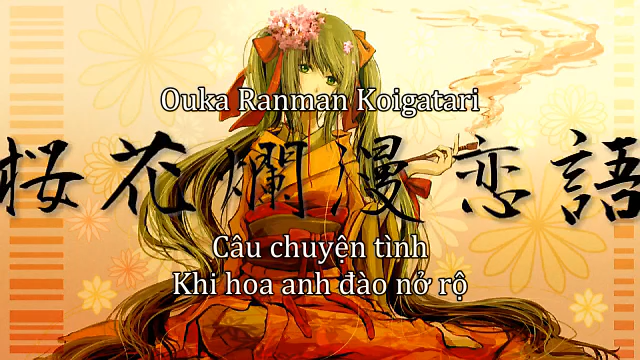 Ouka Ranman Koigatari
桜花爛漫恋語
Câu chuyện tình
Khi hoa anh đào nở rộ